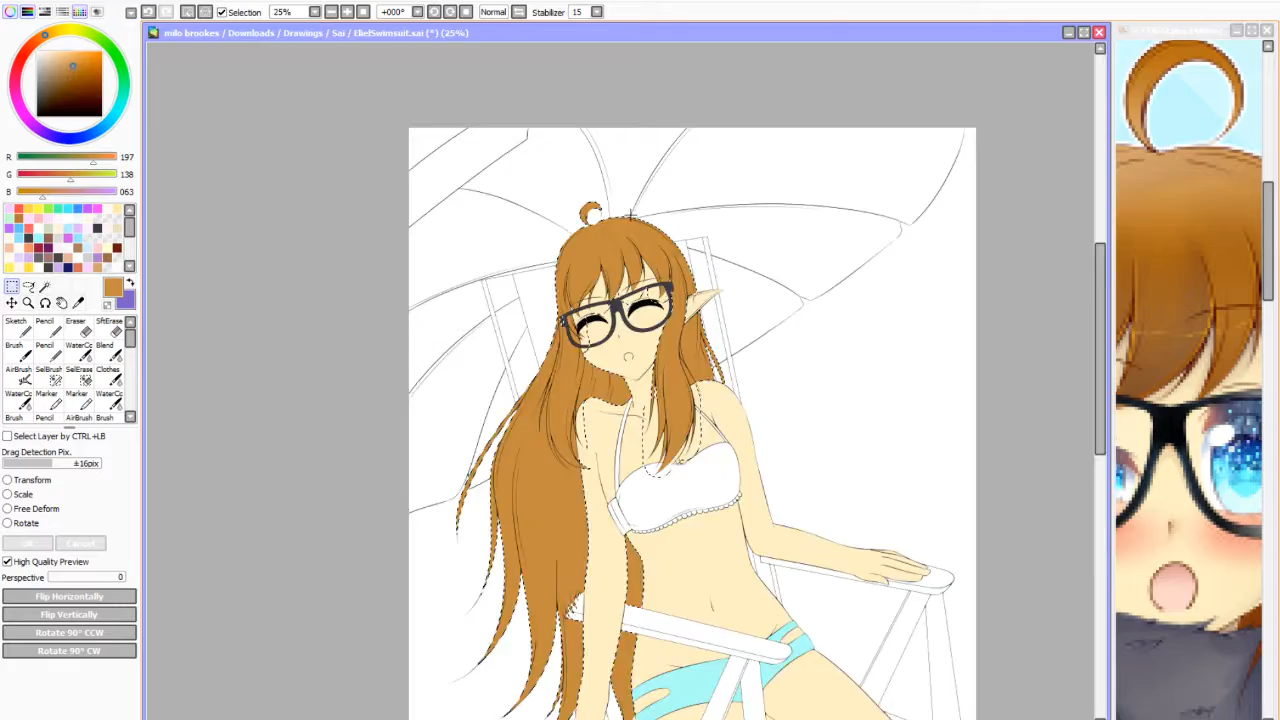 Selection 25% +000° Normal Stabilizer 15
milo brookes / Downloads / Drawings / Sai / ElielSwimsuit.sai (*) (25%)
R 197
G 138
B 063
Sketch Pencil Eraser SftErase
Brush Pencil WaterCo Blend
AirBrush SelBrush SelErase Clothes
WaterCo Marker Marker WaterCo
Brush Pencil AirBrush Brush
Select Layer by CTRL+LB
Drag Detection Pix.
±16pix
Transform
Scale
Free Deform
Rotate
OK Cancel
High Quality Preview
Perspective 0
Flip Horizontally
Flip Vertically
Rotate 90° CCW
Rotate 90° CW